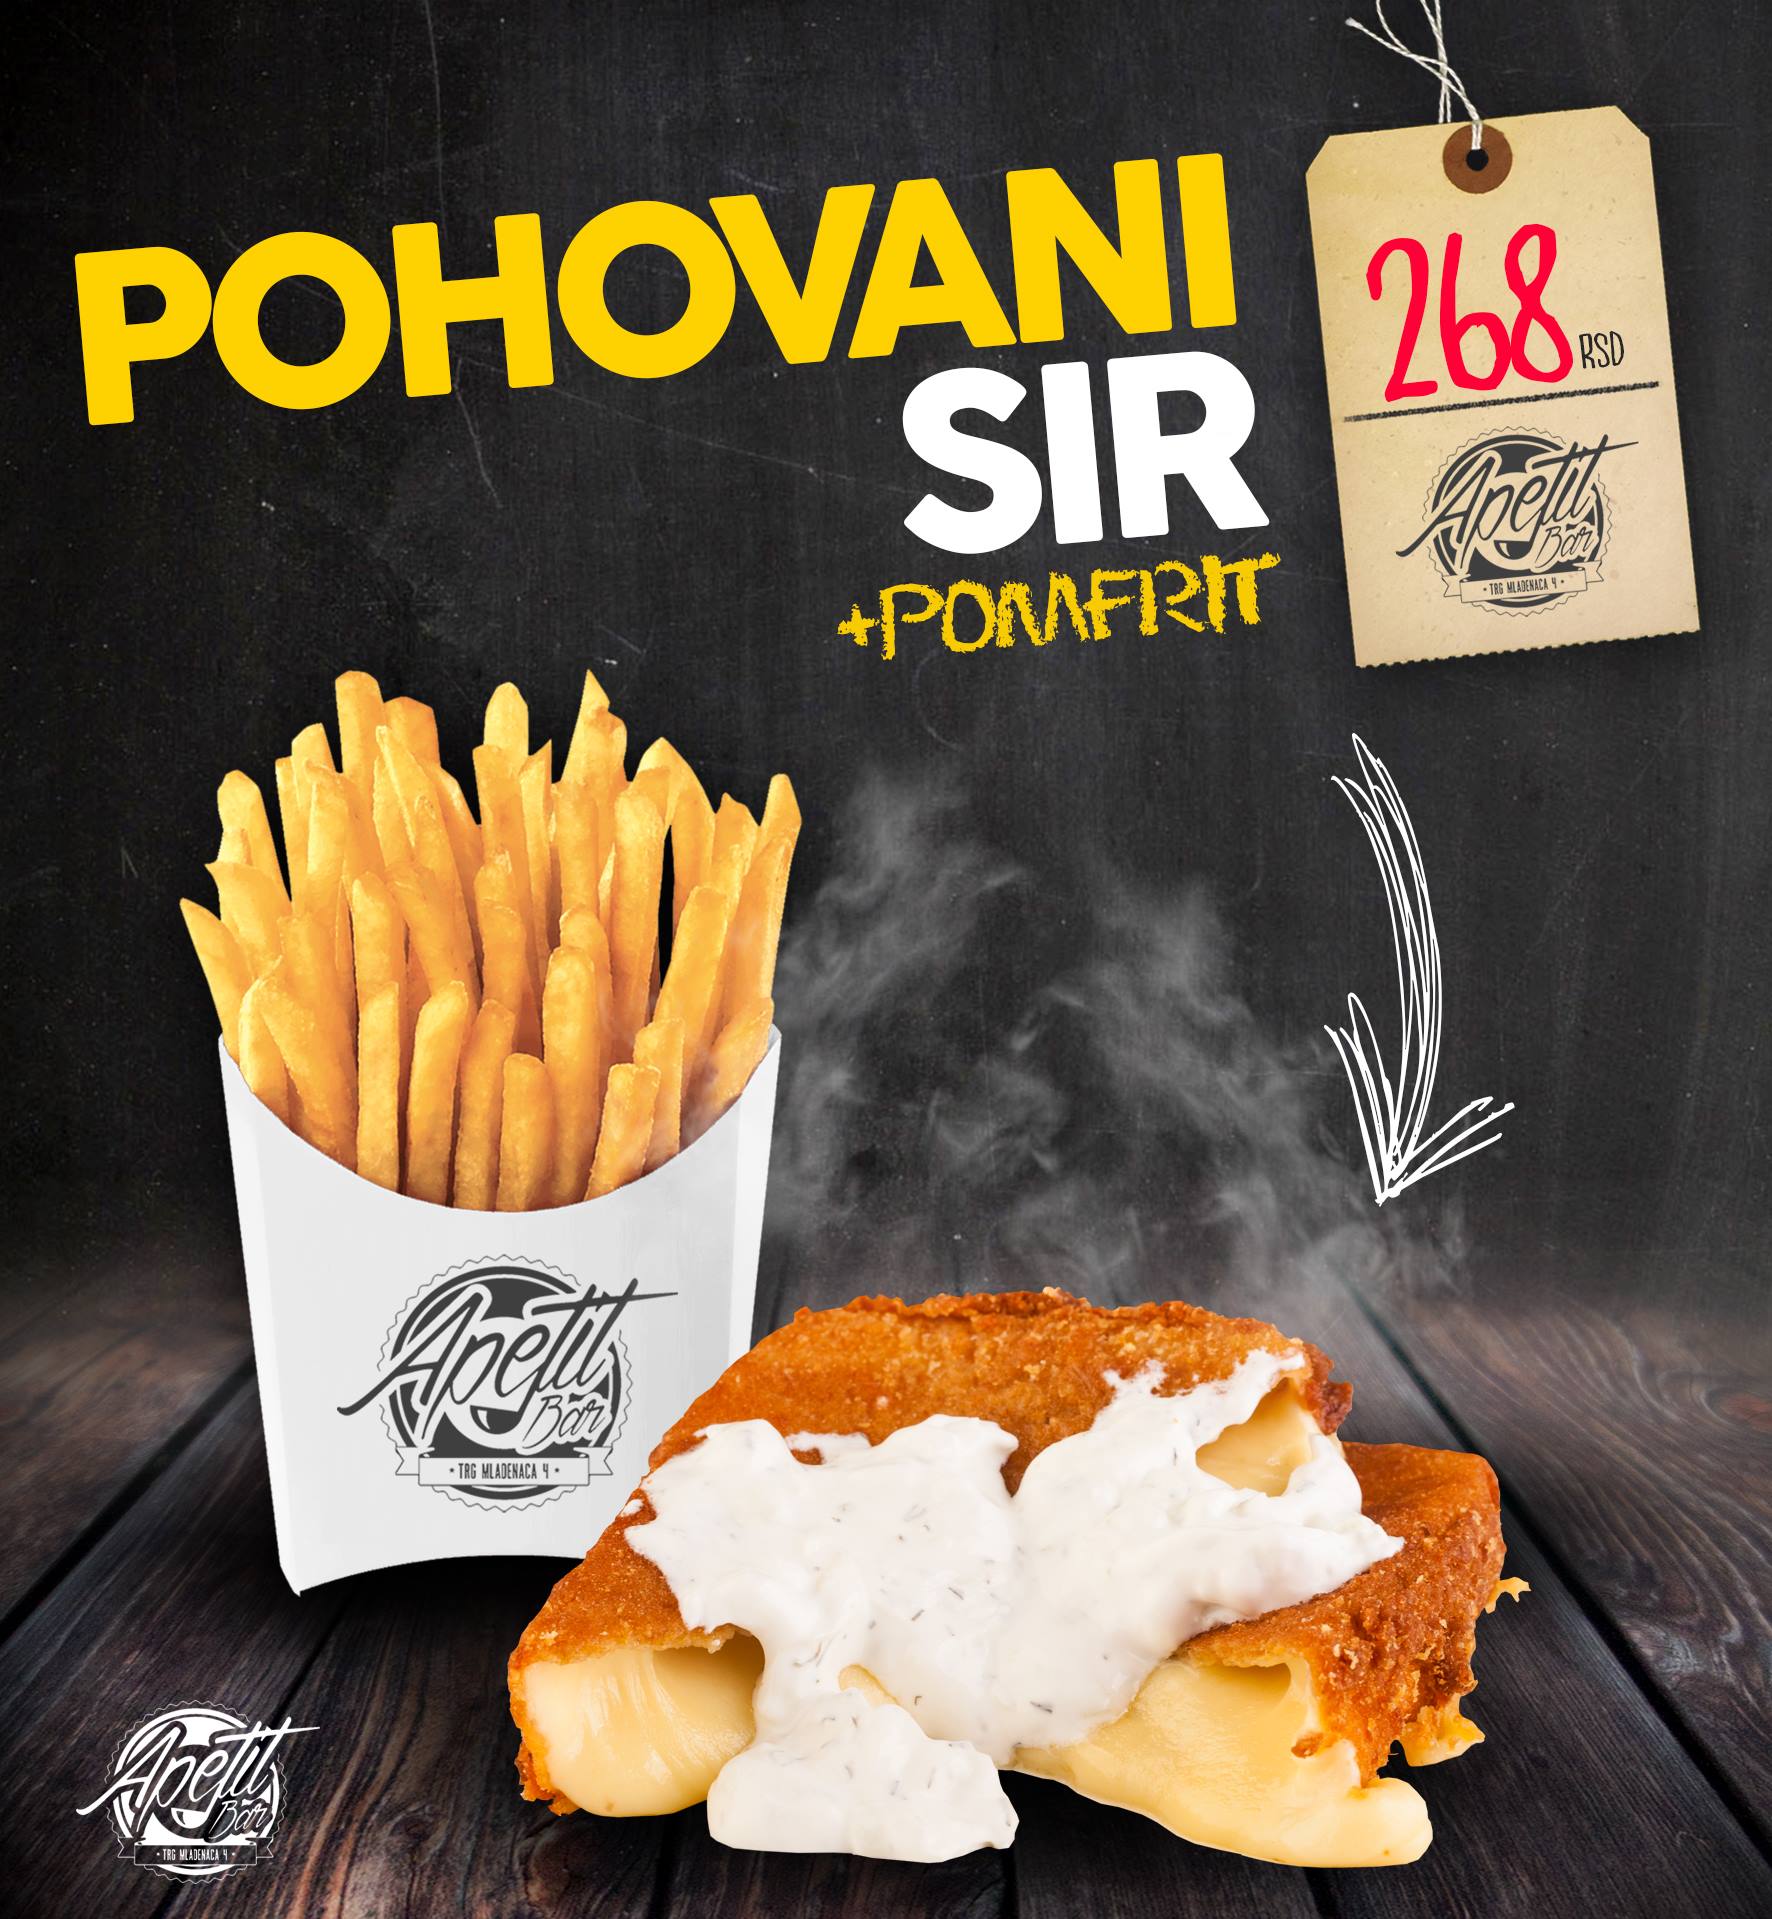 POHOVANI
SIR
+POMFRIT
268 RSD
Apetit
Bar
• TRG MLADENACA 4 •
Apetit
Bar
• TRG MLADENACA 4 •
Apetit
Bar
• TRG MLADENACA 4 •